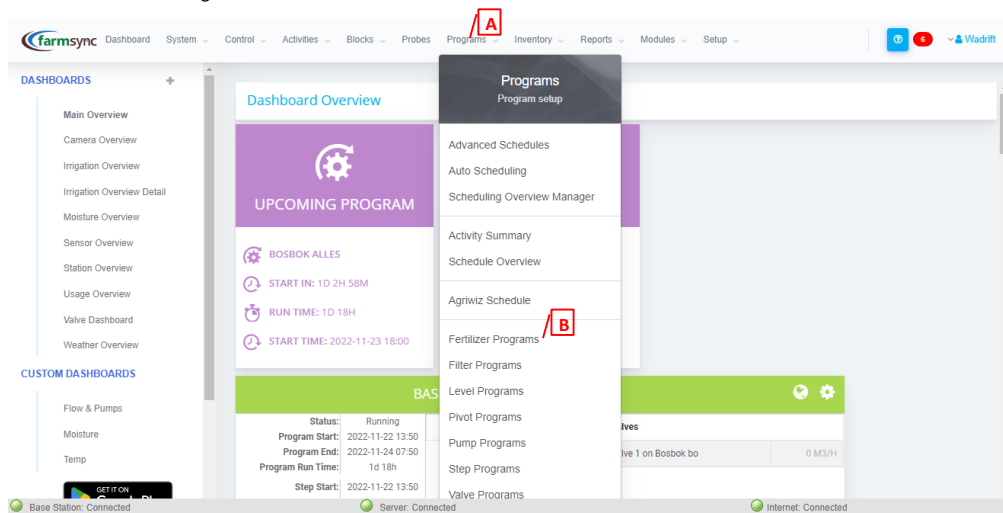 A
farmsync Dashboard System Control Activities Blocks Probes Programs Inventory Reports Modules Setup 6 Wadrift
DASHBOARDS +
Main Overview
Camera Overview
Irrigation Overview
Irrigation Overview Detail
Moisture Overview
Sensor Overview
Station Overview
Usage Overview
Valve Dashboard
Weather Overview
CUSTOM DASHBOARDS
Flow & Pumps
Moisture
Temp
GET IT ON
Dashboard Overview
UPCOMING PROGRAM
BOSBOK ALLES
START IN: 1D 2H 58M
RUN TIME: 1D 18H
START TIME: 2022-11-23 18:00
Programs
Program setup
Advanced Schedules
Auto Scheduling
Scheduling Overview Manager
Activity Summary
Schedule Overview
Agriwiz Schedule
B
Fertilizer Programs
Filter Programs
Level Programs
Pivot Programs
Pump Programs
Step Programs
Valve Programs
BAS
Status: Running
Program Start: 2022-11-22 13:50
Program End: 2022-11-24 07:50
Program Run Time: 1d 18h
Step Start: 2022-11-22 13:50
lves
lve 1 on Bosbok bo 0 M3/H
Base Station: Connected Server: Connected Internet: Connected